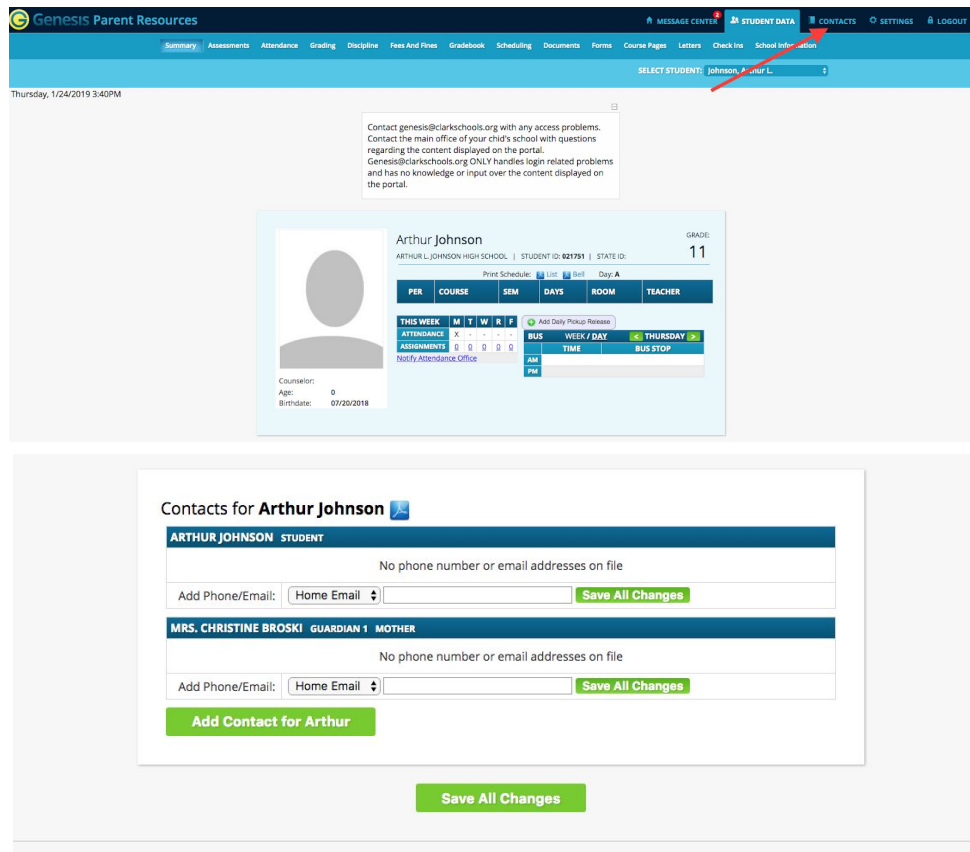 Genesis Parent Resources
MESSAGE CENTER 2 STUDENT DATA CONTACTS SETTINGS LOGOUT
Summary Assessments Attendance Grading Discipline Fees And Fines Gradebook Scheduling Documents Forms Course Pages Letters Check Ins School Information
SELECT STUDENT: Johnson, Arthur L.
Thursday, 1/24/2019 3:40PM
Contact genesis@clarkschools.org with any access problems.
Contact the main office of your chid's school with questions
regarding the content displayed on the portal.
Genesis@clarkschools.org ONLY handles login related problems
and has no knowledge or input over the content displayed on
the portal.
Arthur Johnson
GRADE:
11
ARTHUR L. JOHNSON HIGH SCHOOL | STUDENT ID: 021751 | STATE ID:
Print Schedule: List Bell Day: A
PER COURSE SEM DAYS ROOM TEACHER
THIS WEEK M T W R F
ATTENDANCE X - - - -
ASSIGNMENTS 0 0 0 0 0
Notify Attendance Office
Add Daily Pickup Release
BUS WEEK / DAY < THURSDAY >
TIME BUS STOP
AM
PM
Counselor:
Age: 0
Birthdate: 07/20/2018
Contacts for Arthur Johnson
ARTHUR JOHNSON STUDENT
No phone number or email addresses on file
Add Phone/Email: Home Email Save All Changes
MRS. CHRISTINE BROSKI GUARDIAN 1 MOTHER
No phone number or email addresses on file
Add Phone/Email: Home Email Save All Changes
Add Contact for Arthur
Save All Changes